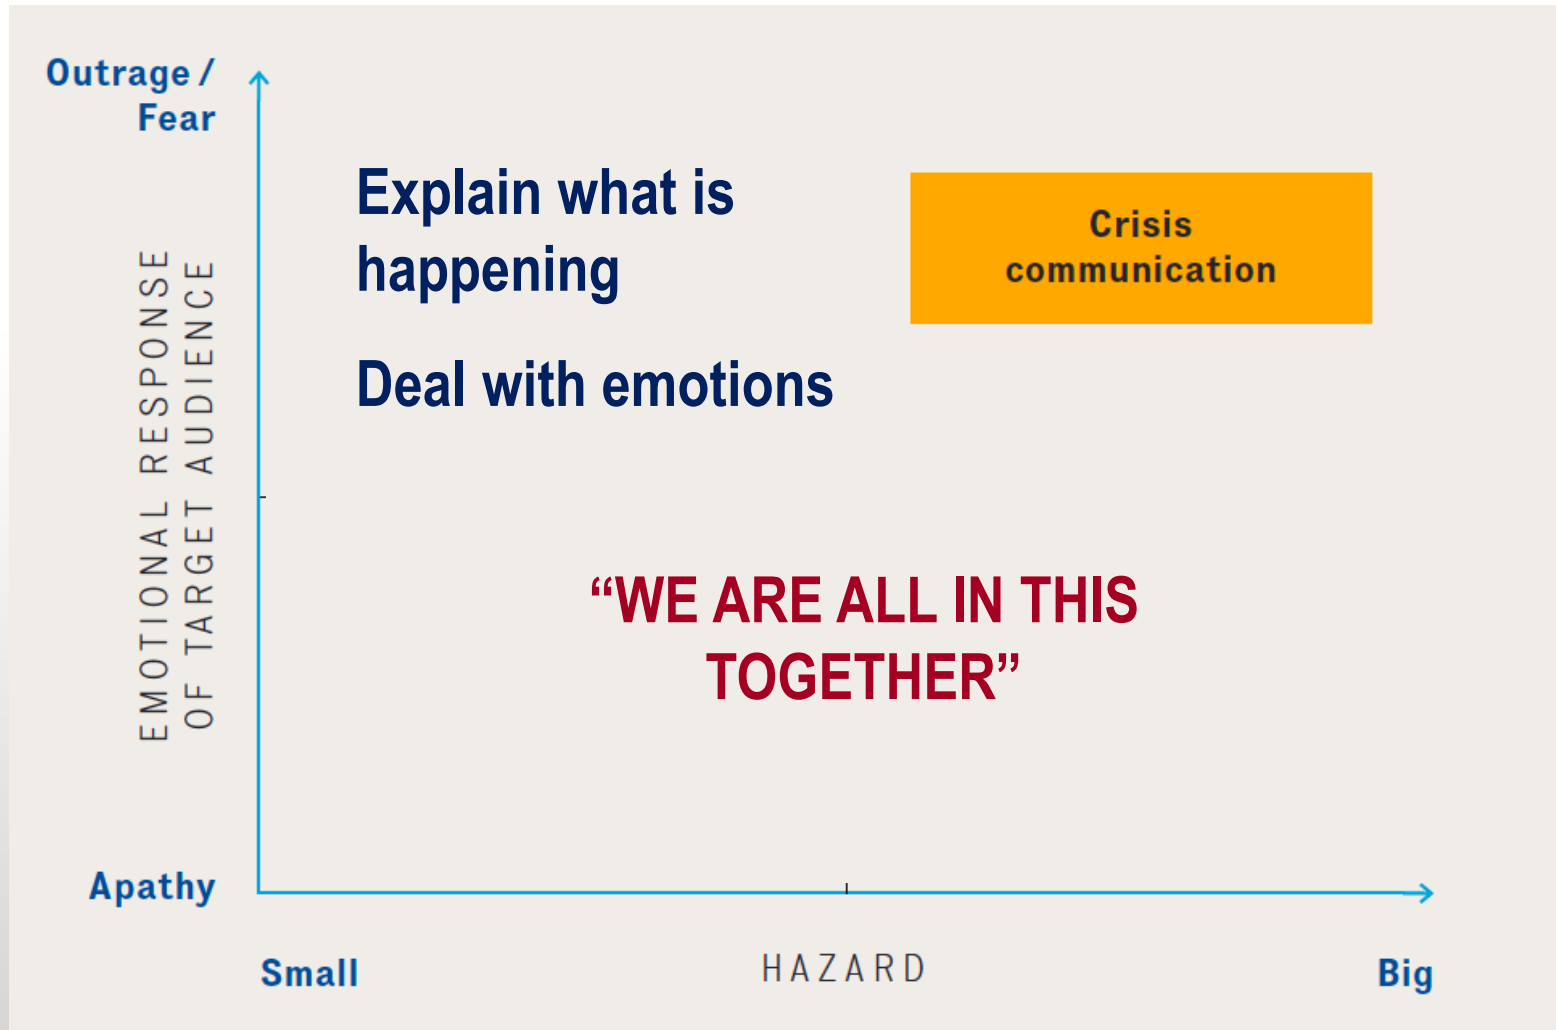 Outrage /
Fear
Explain what is
happening
Deal with emotions
Crisis
communication
EMOTIONAL RESPONSE
OF TARGET AUDIENCE
“WE ARE ALL IN THIS
TOGETHER”
Apathy
Small
HAZARD
Big